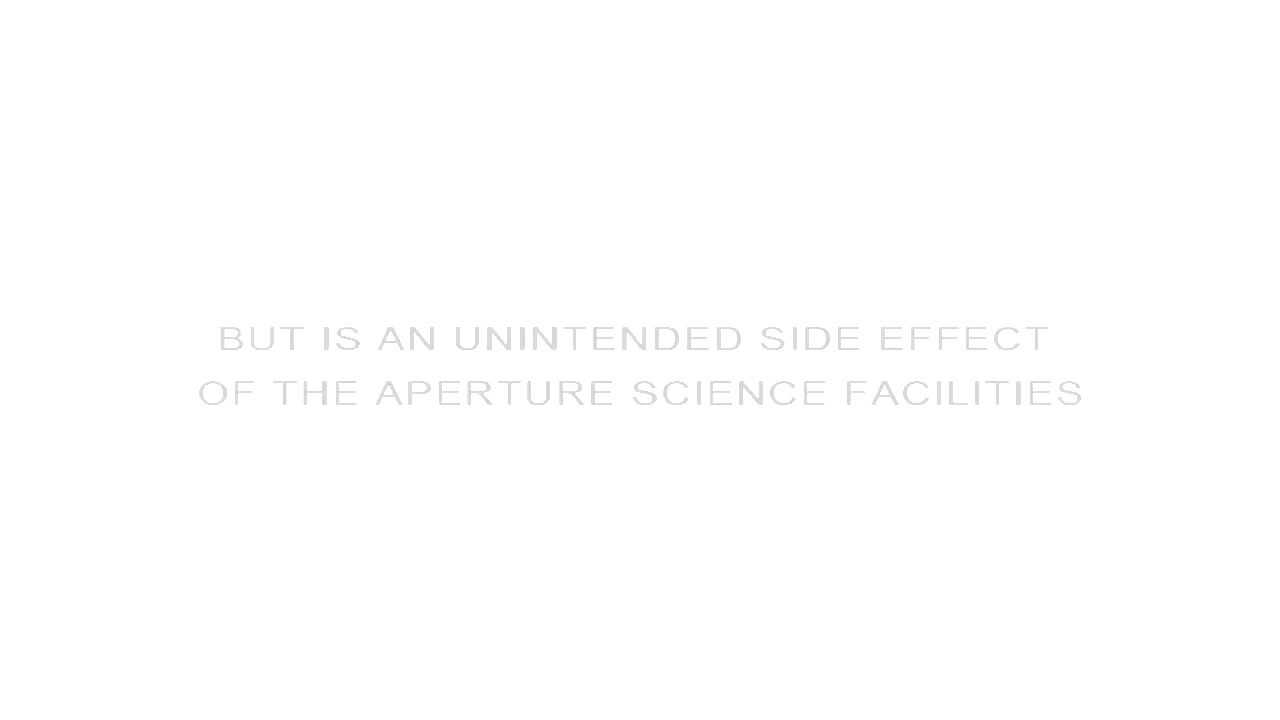 BUT IS AN UNINTENDED SIDE EFFECT
OF THE APERTURE SCIENCE FACILITIES